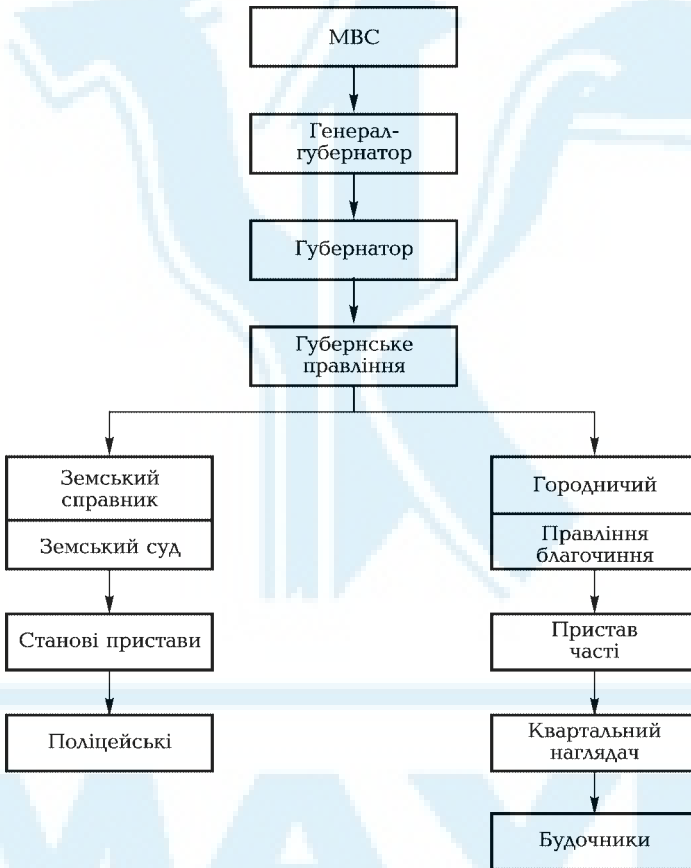 МВС
Генерал-
губернатор
Губернатор
Губернське
правління
Земський
справник
Земський суд
Станові пристави
Поліцейські
Городничий
Правління
благочиння
Пристав
часті
Квартальний
наглядач
Будочники